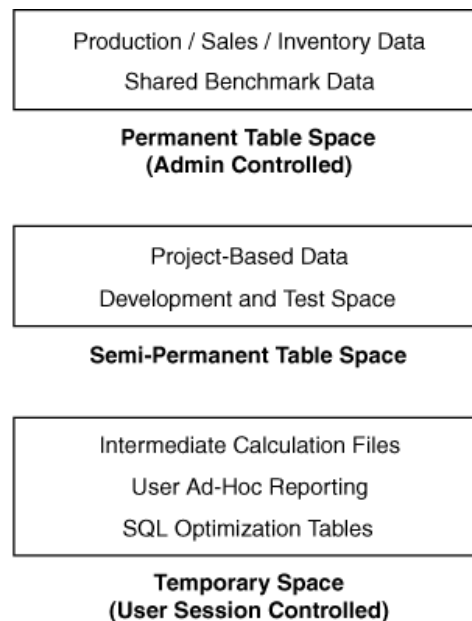 Production / Sales / Inventory Data
Shared Benchmark Data
Permanent Table Space
(Admin Controlled)
Project-Based Data
Development and Test Space
Semi-Permanent Table Space
Intermediate Calculation Files
User Ad-Hoc Reporting
SQL Optimization Tables
Temporary Space
(User Session Controlled)